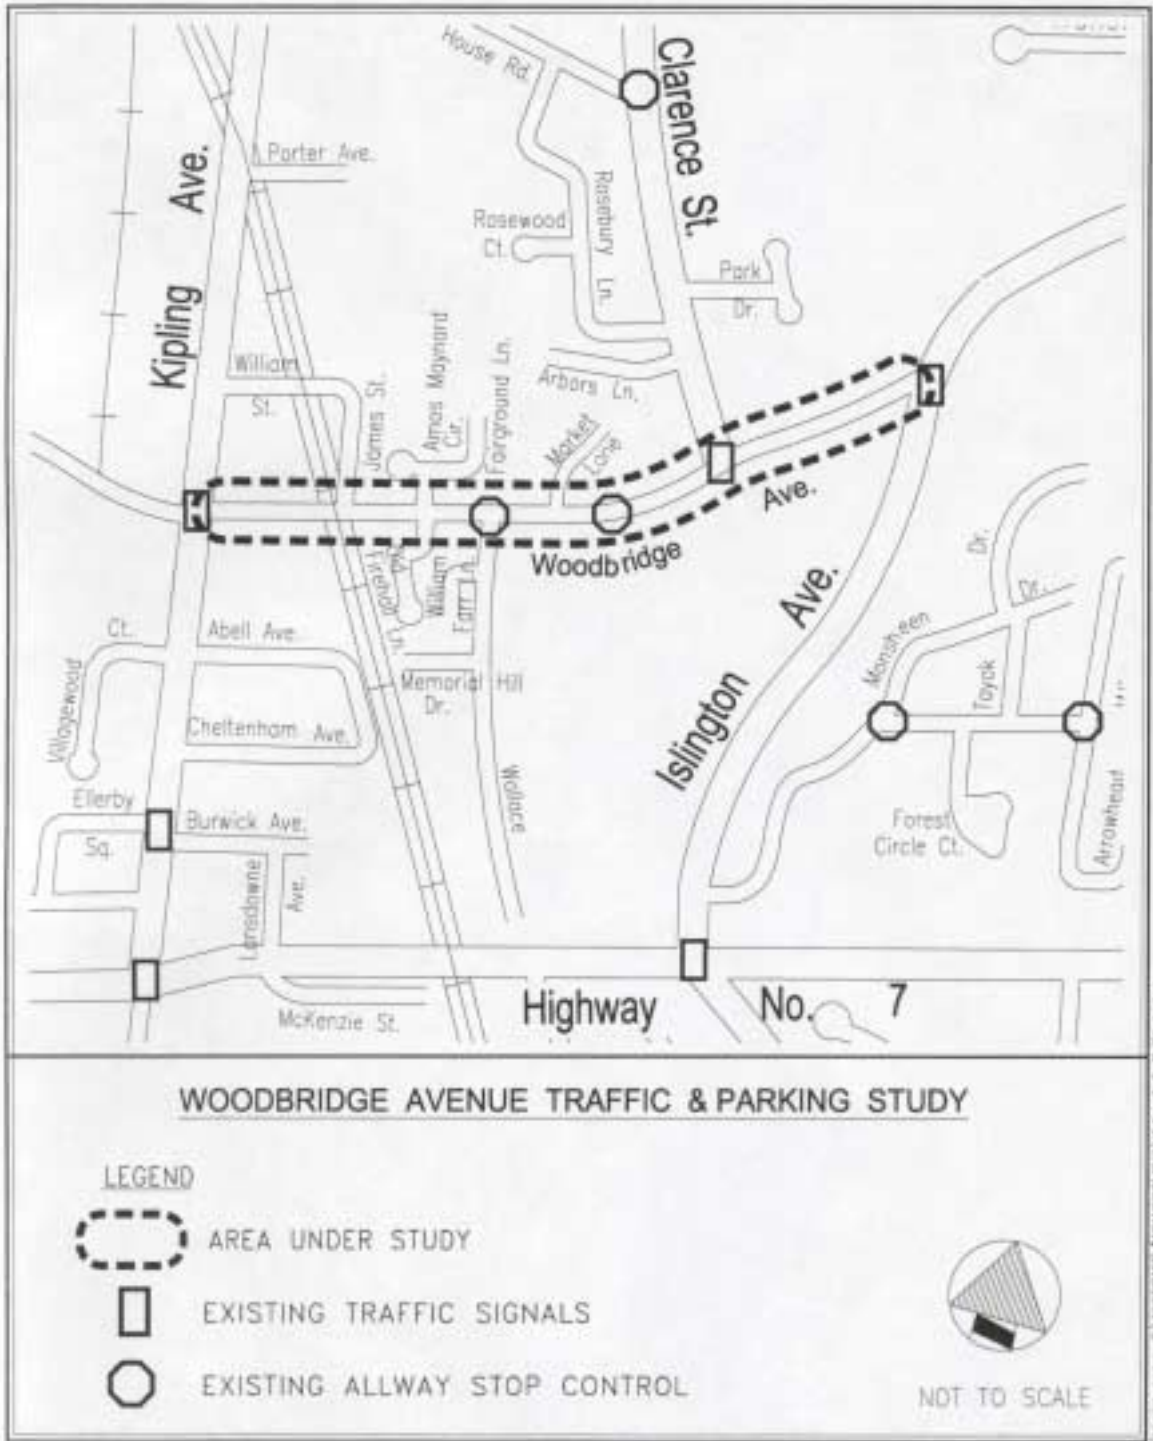 House Rd.
Clarence St.
Kipling Ave.
Porter Ave.
Rosewood
Ct.
Rosebury Ln.
Park
Dr.
William
St.
James St.
Amos Maynard
Cir.
Fairground Ln.
Arbors Ln.
Market
Lane
Woodbridge Ave.
Islington Ave.
William
Farr Ln.
Abell Ave.
Ct.
Villagewood
Memorial Hill
Dr.
Cheltenham Ave.
Wallace
Ellerby
Sq.
Burwick Ave.
Lansdowne
Ave.
McKenzie St.
Highway No. 7
Monsheen
Dr.
Dr.
Tayok
Forest
Circle Ct.
Arrowhead
WOODBRIDGE AVENUE TRAFFIC & PARKING STUDY
LEGEND
AREA UNDER STUDY
EXISTING TRAFFIC SIGNALS
EXISTING ALLWAY STOP CONTROL
NOT TO SCALE